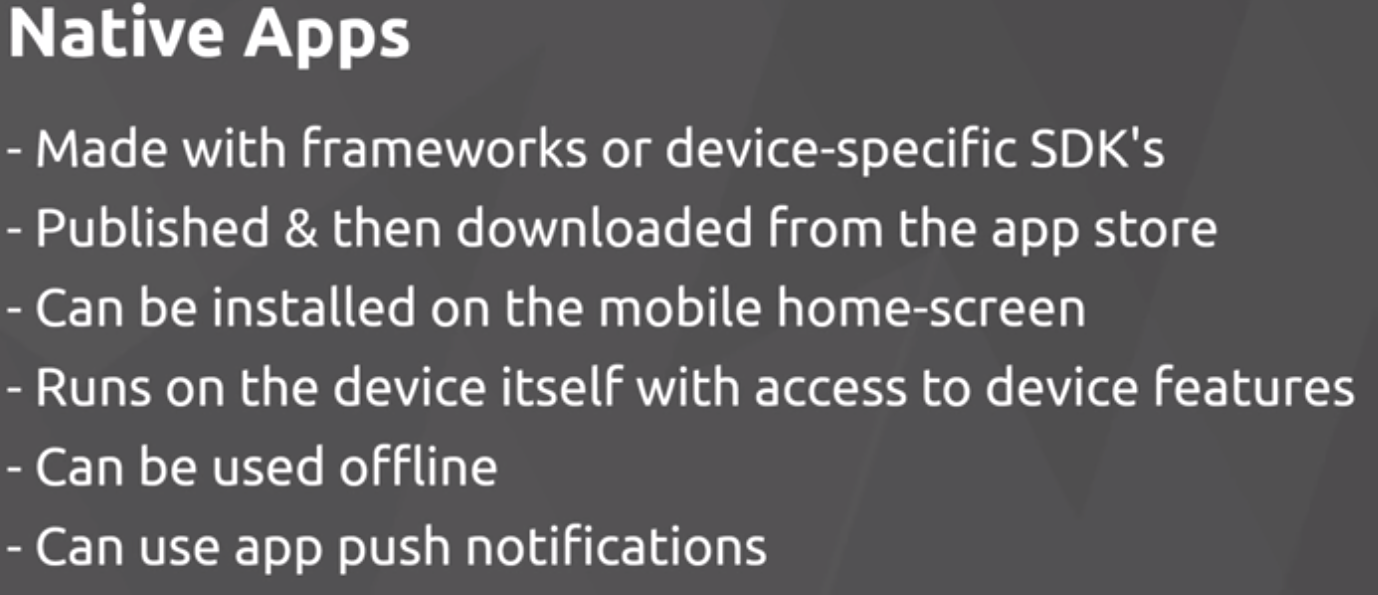 Native Apps
- Made with frameworks or device-specific SDK's
- Published & then downloaded from the app store
- Can be installed on the mobile home-screen
- Runs on the device itself with access to device features
- Can be used offline
- Can use app push notifications